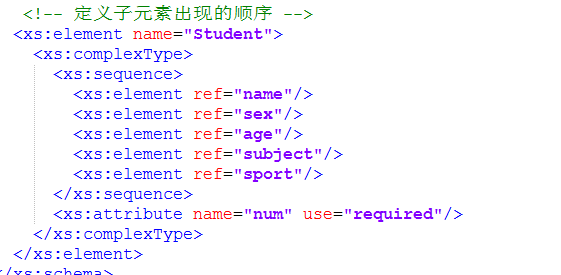 <!-- 定义子元素出现的顺序 -->
<xs:element name="Student">
<xs:complexType>
<xs:sequence>
<xs:element ref="name"/>
<xs:element ref="sex"/>
<xs:element ref="age"/>
<xs:element ref="subject"/>
<xs:element ref="sport"/>
</xs:sequence>
<xs:attribute name="num" use="required"/>
</xs:complexType>
</xs:element>
</xs:schema>